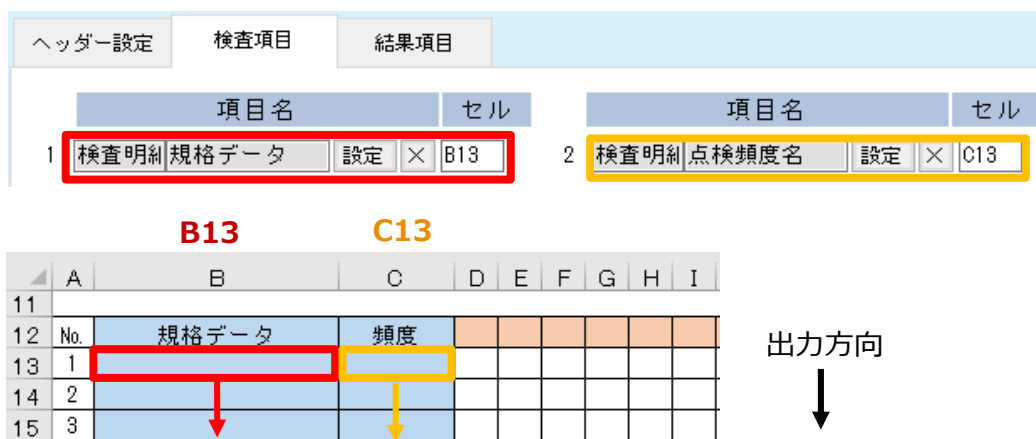 ヘッダー設定 検査項目 結果項目
項目名 セル 項目名 セル
1 検査明細 規格データ 設定 × B13 2 検査明細 点検頻度名 設定 × C13
B13 C13
A B C D E F G H I
11
12 No. 規格データ 頻度
13 1
14 2
15 3
出力方向